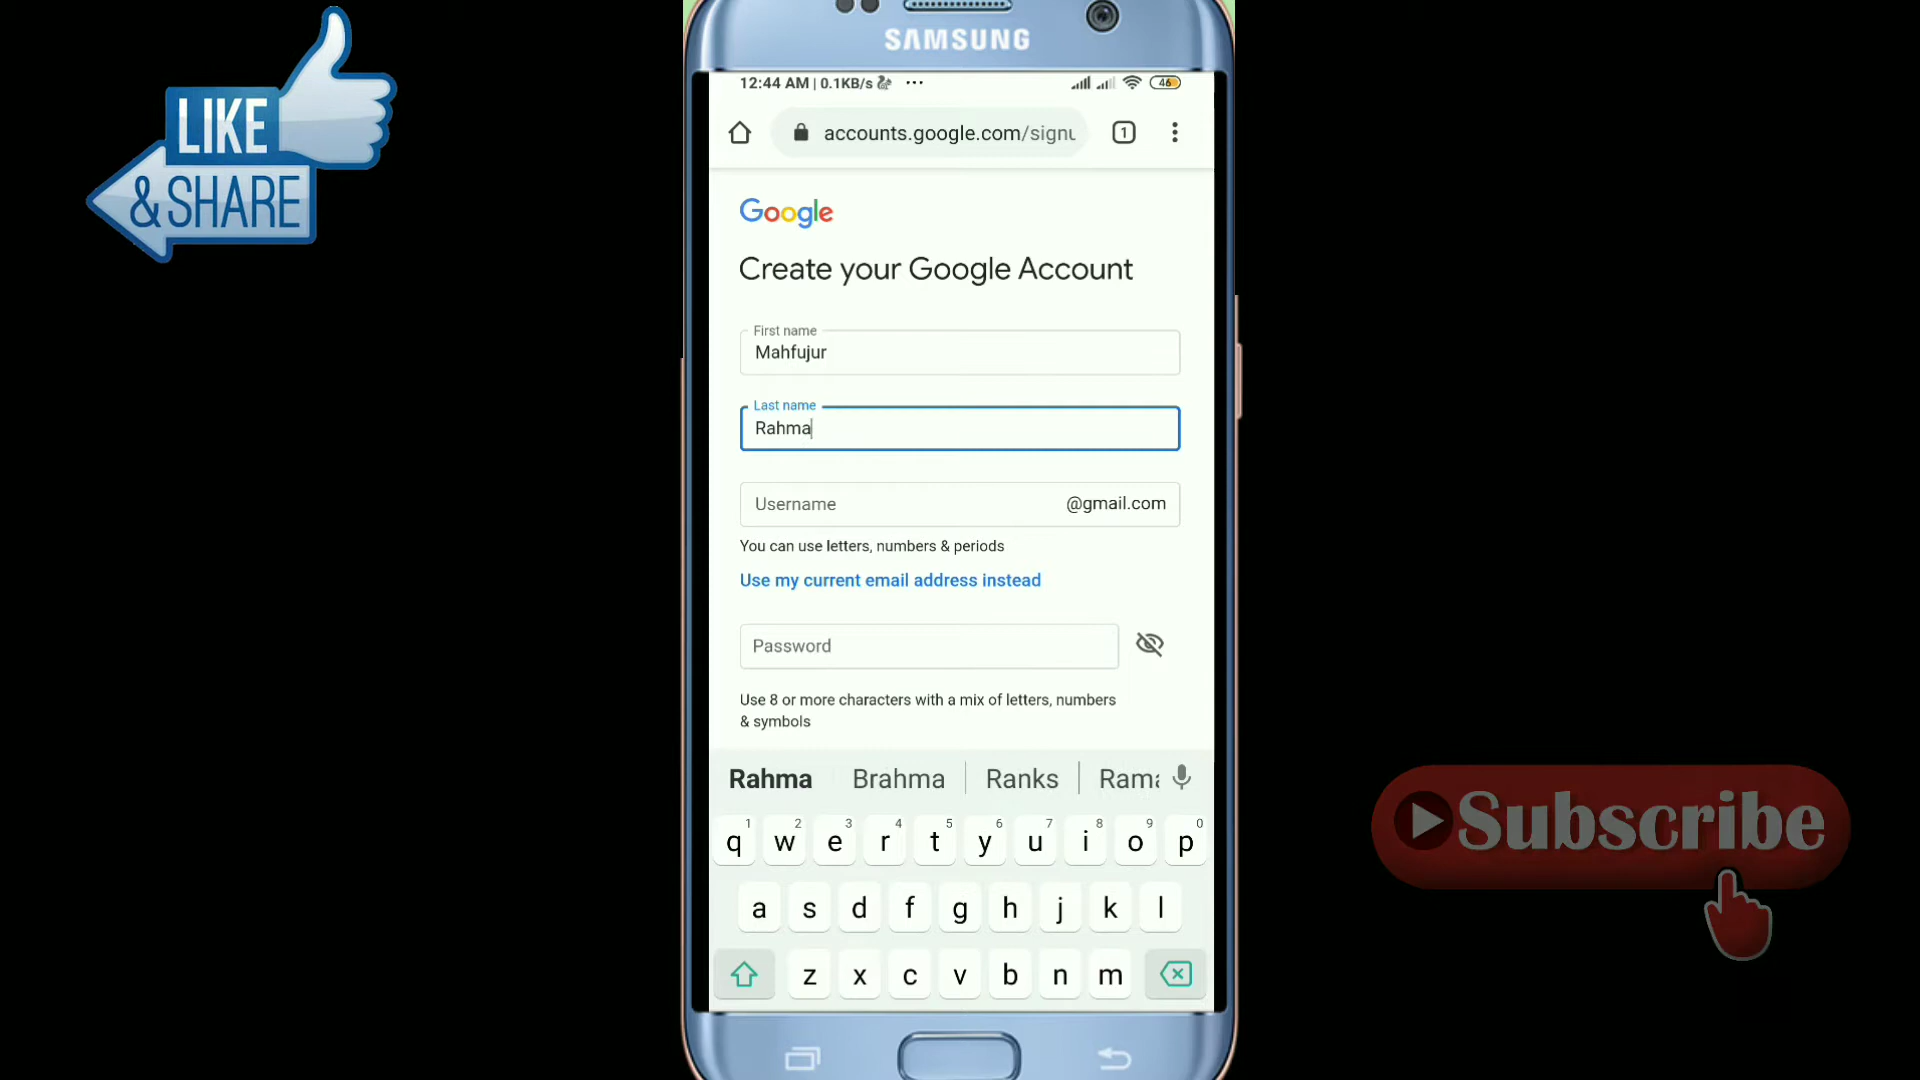 LIKE
&SHARE
SAMSUNG
12:44 AM | 0.1KB/s ...
46
accounts.google.com/signu
1
Google
Create your Google Account
First name
Mahfujur
Last name
Rahma
Username @gmail.com
You can use letters, numbers & periods
Use my current email address instead
Password
Use 8 or more characters with a mix of letters, numbers
& symbols
Rahma Brahma Ranks Rama
1 2 3 4 5 6 7 8 9 0
q w e r t y u i o p
a s d f g h j k l
z x c v b n m
Subscribe